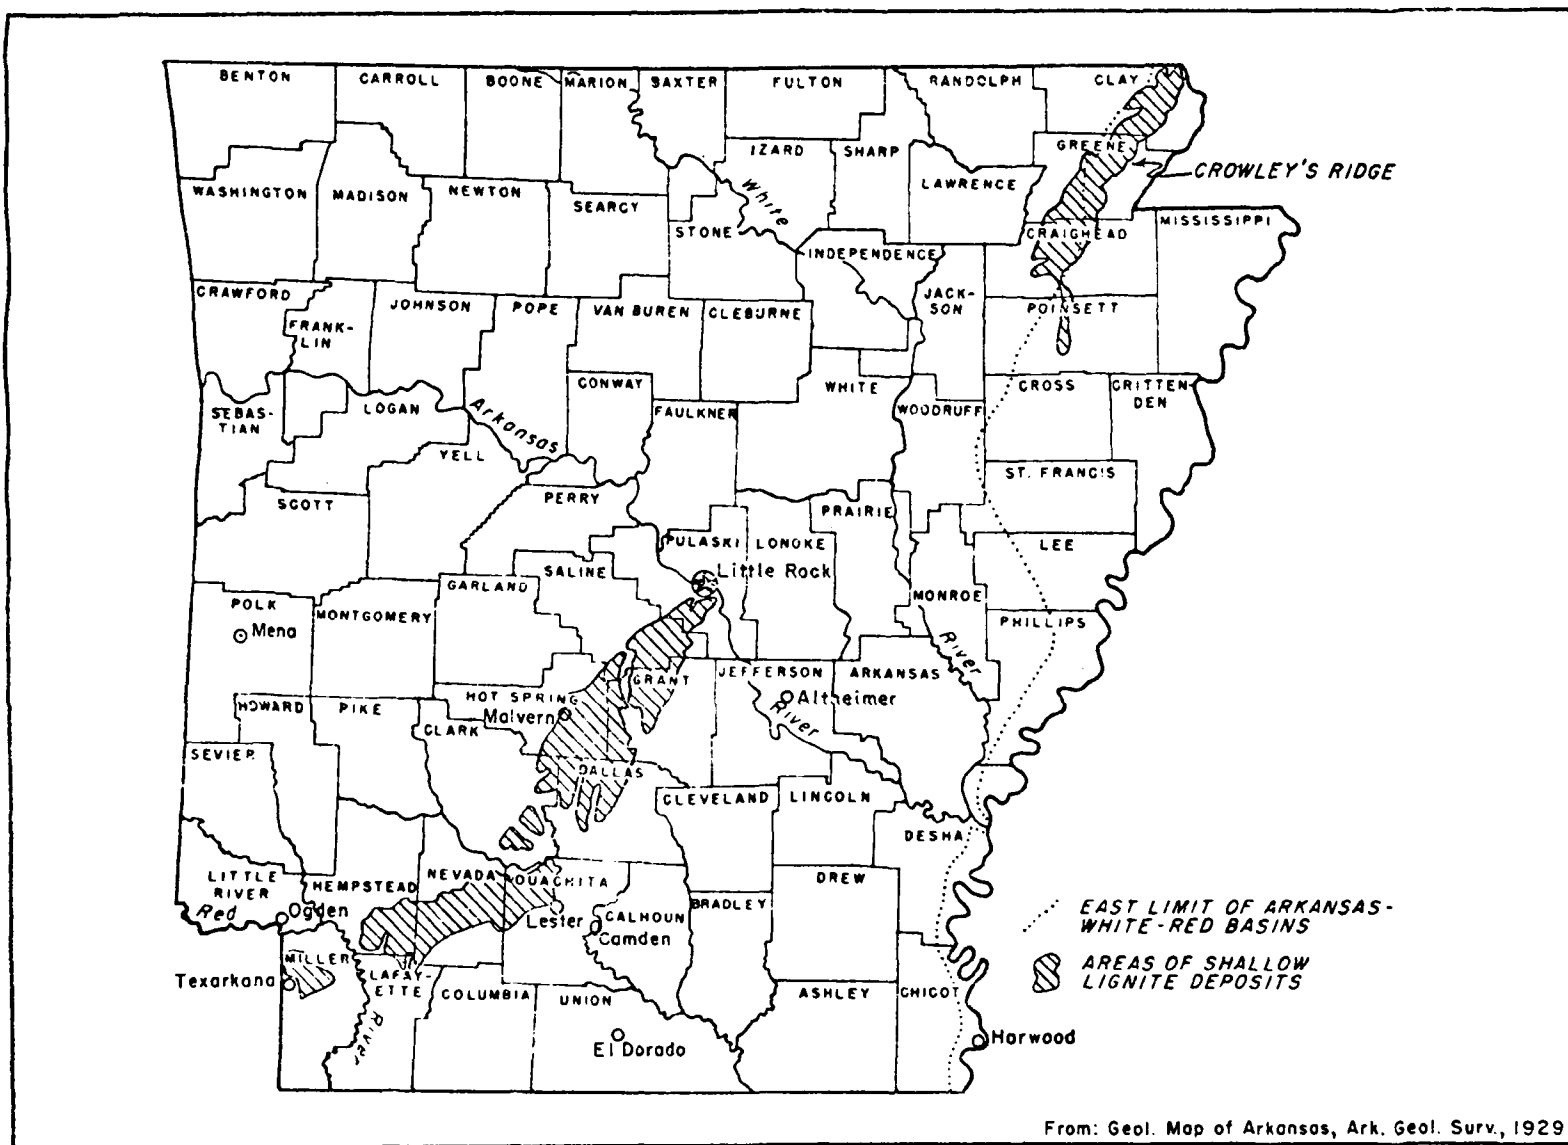 BENTON
CARROLL
BOONE
MARION
BAXTER
FULTON
RANDOLPH
CLAY
IZARD
SHARP
GREENE
CROWLEY'S RIDGE
WASHINGTON
MADISON
NEWTON
SEARCY
STONE
White
LAWRENCE
CRAIGHEAD
MISSISSIPPI
INDEPENDENCE
CRAWFORD
FRANK-
LIN
JOHNSON
POPE
VAN BUREN
CLEBURNE
JACK-
SON
POINSETT
SEBAS-
TIAN
LOGAN
Arkansas
CONWAY
FAULKNER
WHITE
WOODRUFF
CROSS
CRITTEN-
DEN
YELL
SCOTT
PERRY
PRAIRIE
ST. FRANCIS
PULASKI
LONOKE
LEE
SALINE
Little Rock
GARLAND
MONROE
POLK
Mena
MONTGOMERY
PHILLIPS
River
HOT SPRING
Malvern
GRANT
JEFFERSON
Altheimer
River
ARKANSAS
HOWARD
PIKE
CLARK
SEVIER
DALLAS
CLEVELAND
LINCOLN
DESHA
LITTLE
RIVER
HEMPSTEAD
NEVADA
OUACHITA
DREW
Red
Ogden
Lester
CALHOUN
Camden
BRADLEY
EAST LIMIT OF ARKANSAS-
WHITE-RED BASINS
MILLER
Texarkana
LAFAY-
ETTE
COLUMBIA
UNION
ASHLEY
CHICOT
AREAS OF SHALLOW
LIGNITE DEPOSITS
River
El Dorado
Harwood
From: Geol. Map of Arkansas, Ark. Geol. Surv., 1929